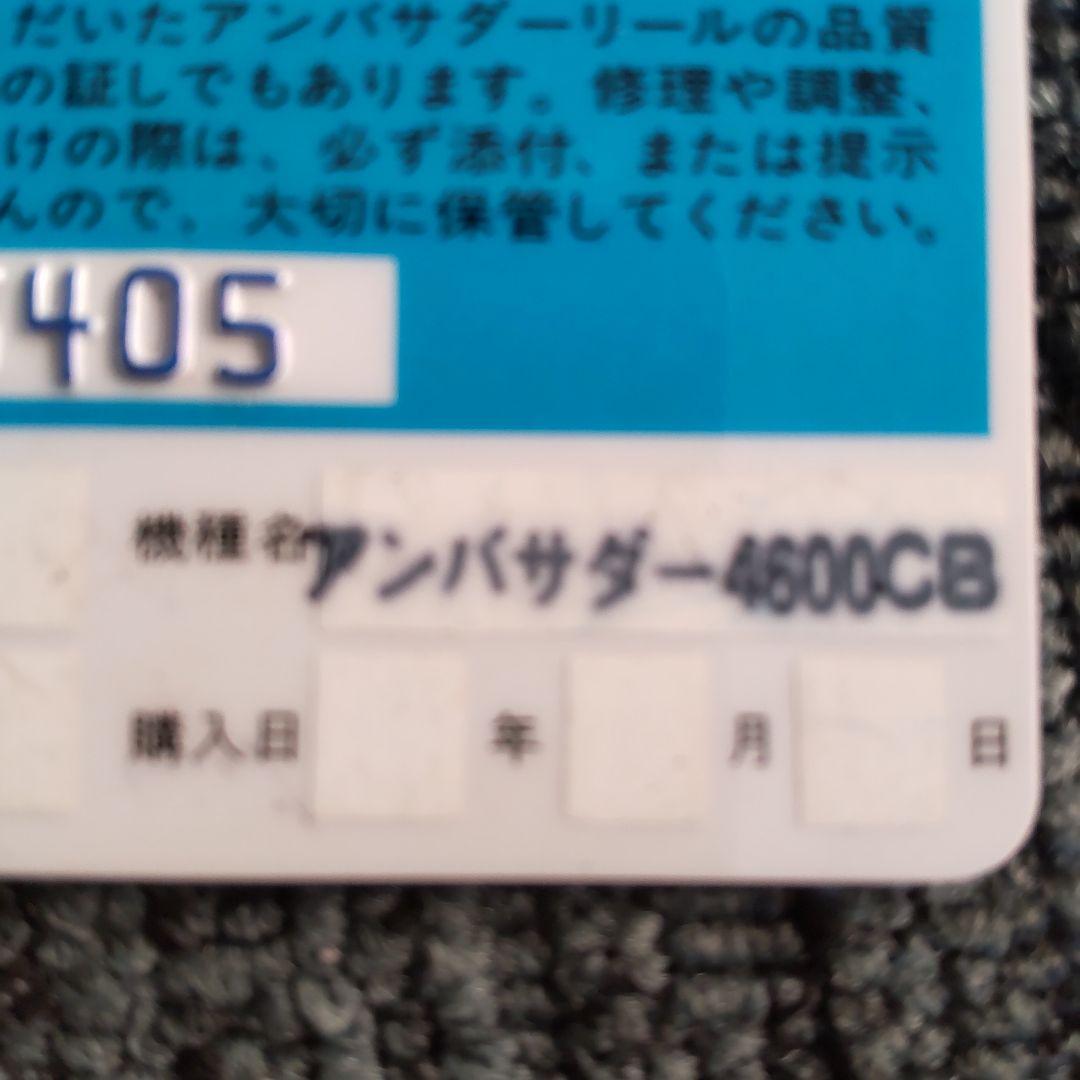 だいたアンバサダーリールの品質
の証しでもあります。修理や調整、
けの際は、必ず添付、または提示
んので、大切に保管してください。
405
機種名アンバサダー4600CB
購入日 年 月 日